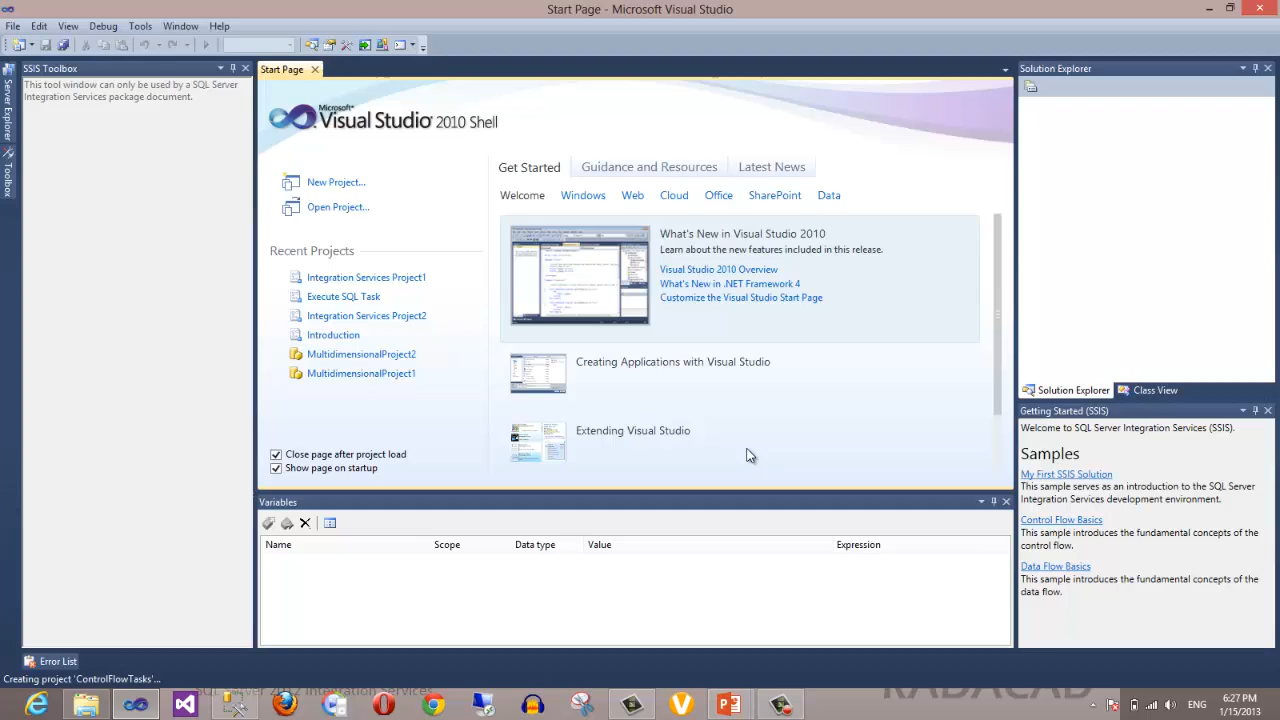 Start Page - Microsoft Visual Studio
File Edit View Debug Tools Window Help
Server Explorer
Toolbox
SSIS Toolbox
This tool window can only be used by a SQL Server
Integration Services package document.
Start Page
Microsoft®
Visual Studio® 2010 Shell
New Project...
Open Project...
Recent Projects
Integration Services Project1
Execute SQL Task
Integration Services Project2
Introduction
MultidimensionalProject2
MultidimensionalProject1
Close page after project load
Show page on startup
Get Started Guidance and Resources Latest News
Welcome Windows Web Cloud Office SharePoint Data
What's New in Visual Studio 2010
Learn about the new features included in this release.
Visual Studio 2010 Overview
What's New in .NET Framework 4
Customize the Visual Studio Start Page
Creating Applications with Visual Studio
Extending Visual Studio
Variables
Name Scope Data type Value Expression
Solution Explorer
Solution Explorer Class View
Getting Started (SSIS)
Welcome to SQL Server Integration Services (SSIS).
Samples
My First SSIS Solution
This sample serves as an introduction to the SQL Server
Integration Services development environment.
Control Flow Basics
This sample introduces the fundamental concepts of the
control flow.
Data Flow Basics
This sample introduces the fundamental concepts of the
data flow.
Error List
Creating project 'ControlFlowTasks'...
SQL Server 2012 Integration Services
RADACAD
ENG
6:27 PM
1/15/2013